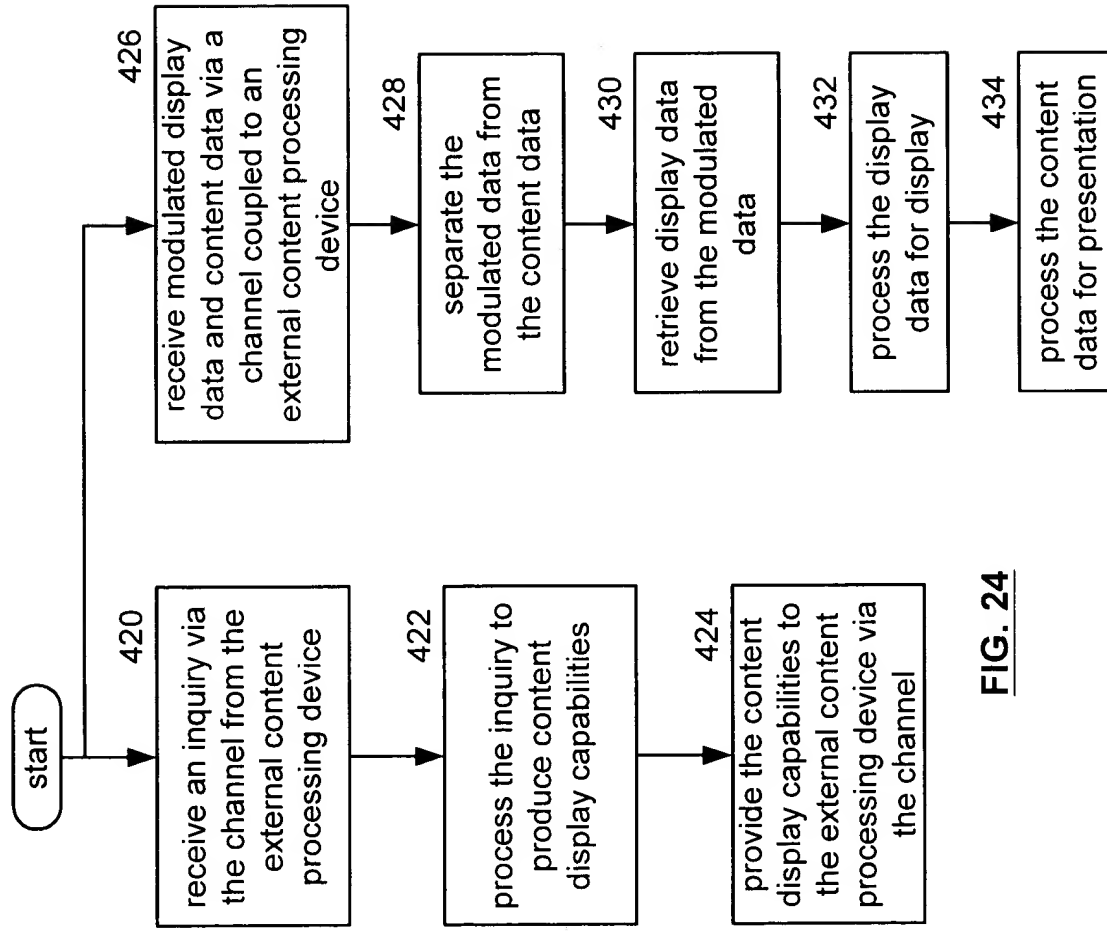 start
420
receive an inquiry via
the channel from the
external content
processing device
422
process the inquiry to
produce content
display capabilities
424
provide the content
display capabilities to
the external content
processing device via
the channel
426
receive modulated display
data and content data via a
channel coupled to an
external content processing
device
428
separate the
modulated data from
the content data
430
retrieve display data
from the modulated
data
432
process the display
data for display
434
process the content
data for presentation
FIG. 24